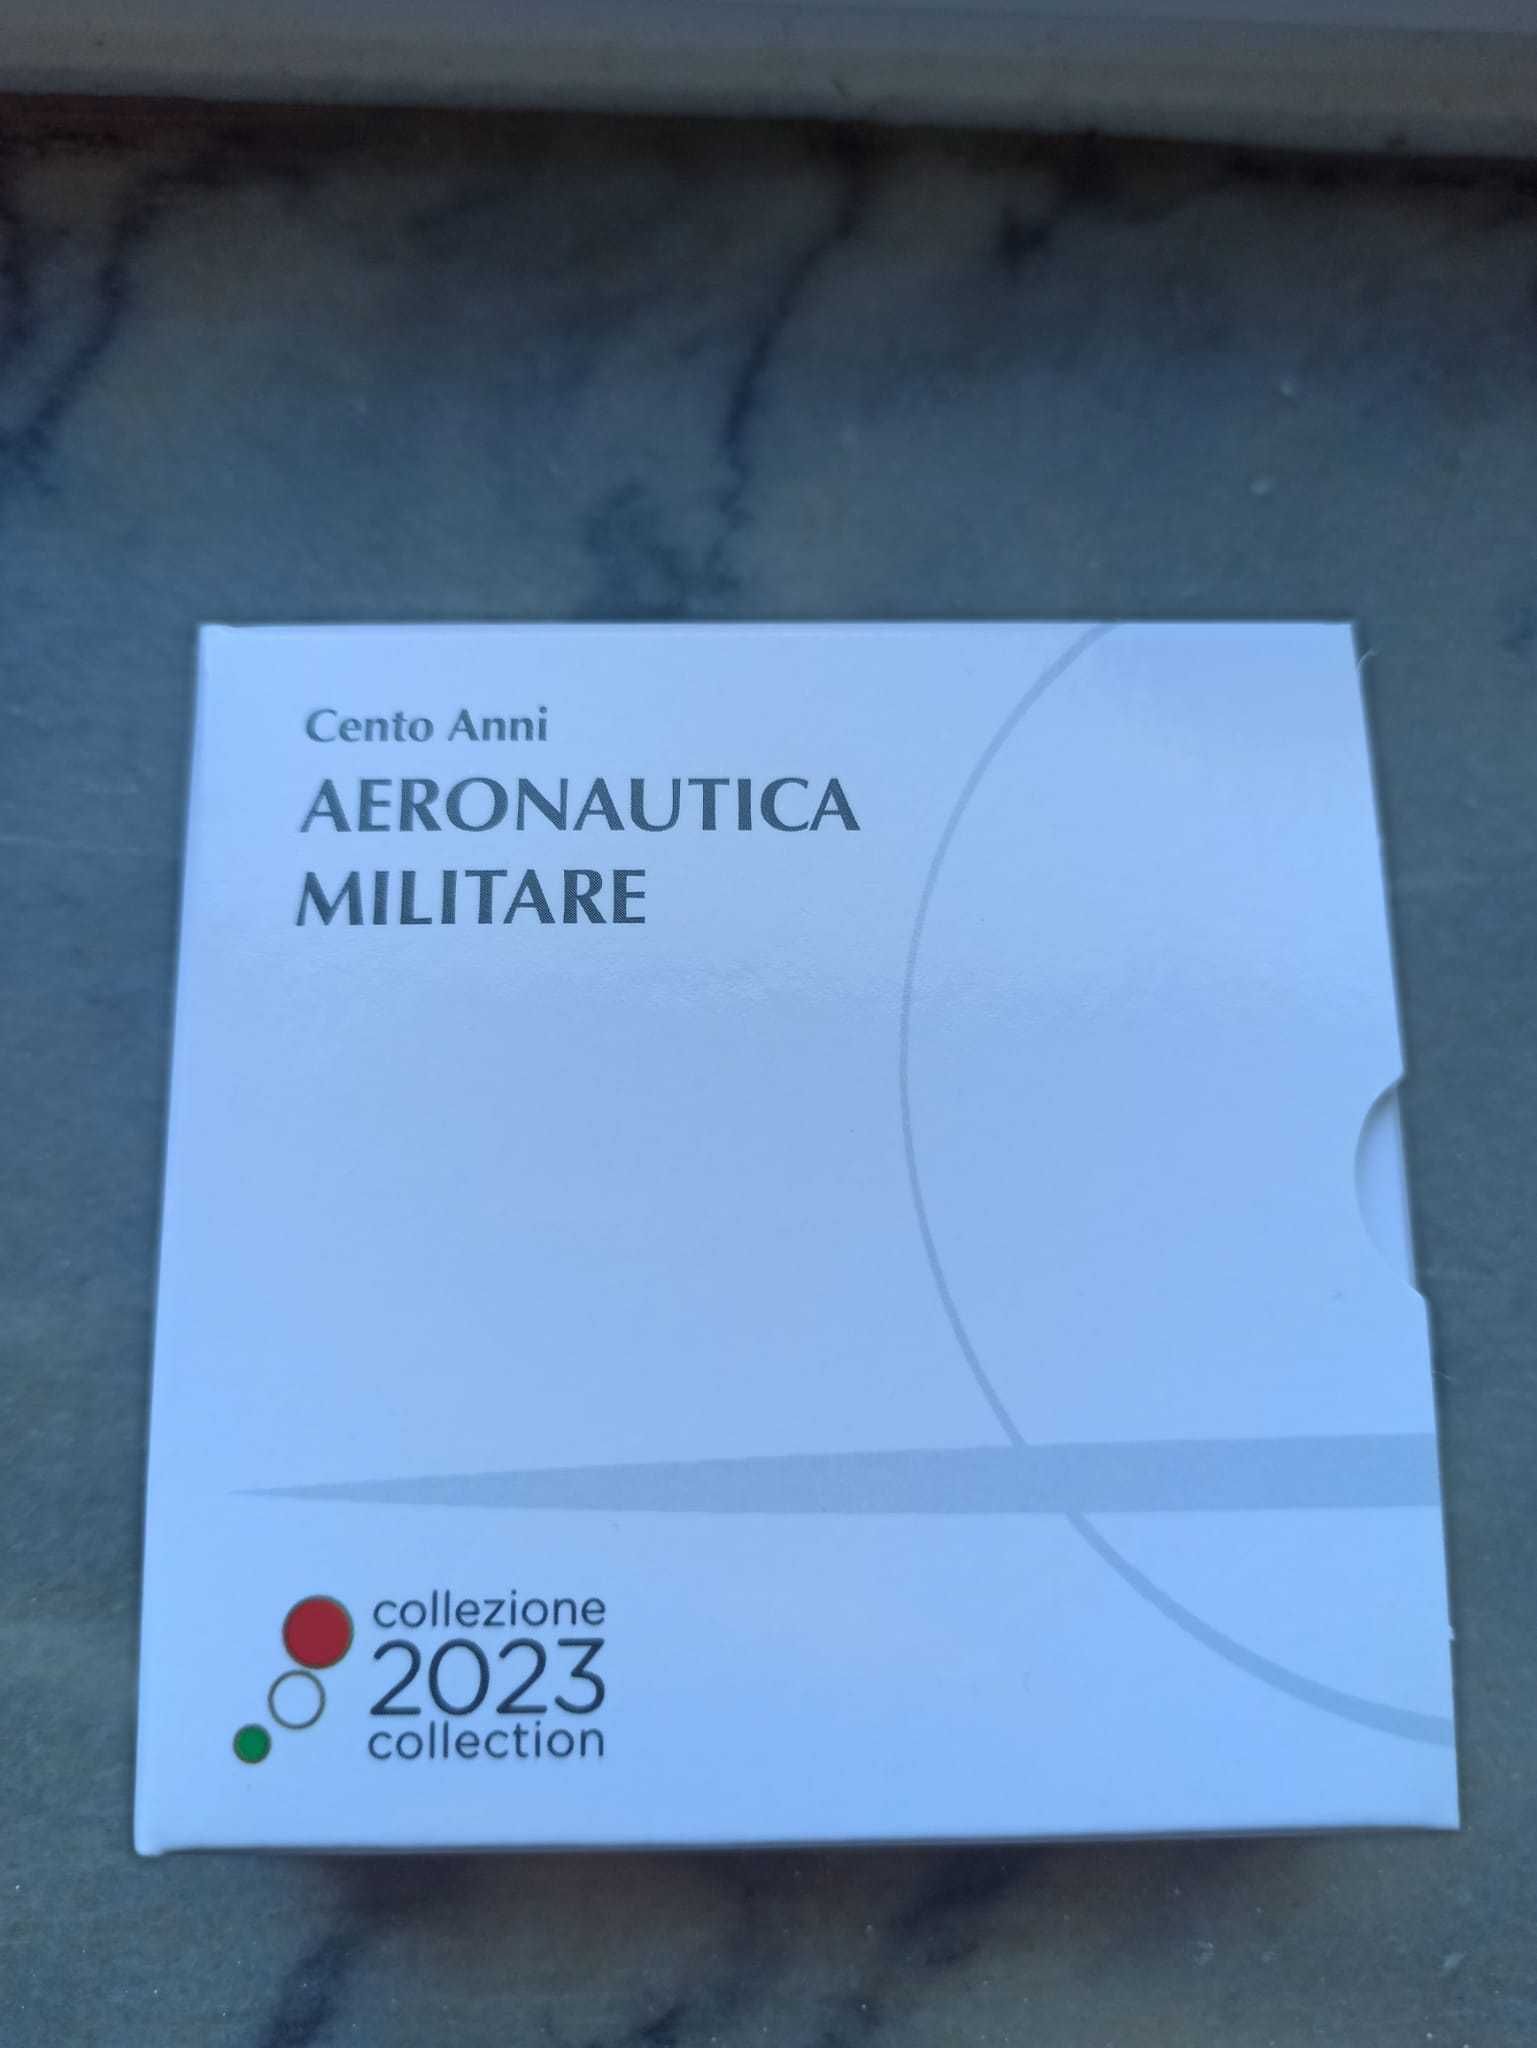 Cento Anni
AERONAUTICA
MILITARE
collezione
2023
collection